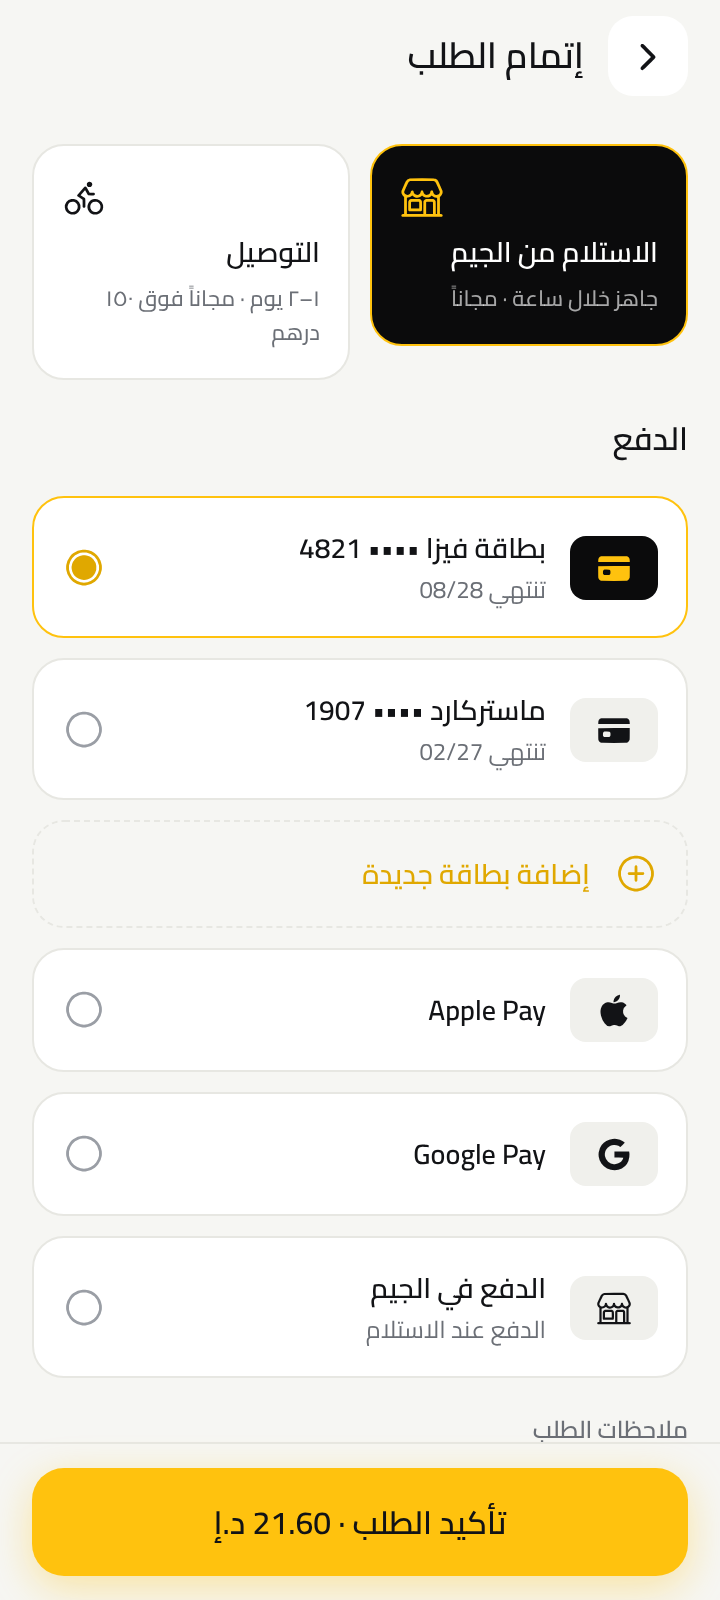 إتمام الطلب
الاستلام من الجيم
جاهز خلال ساعة · مجاناً
التوصيل
١–٢ يوم · مجاناً فوق ١٥٠
درهم
الدفع
بطاقة فيزا ▪▪▪▪ 4821
تنتهي 08/28
ماستركارد ▪▪▪▪ 1907
تنتهي 02/27
إضافة بطاقة جديدة
Apple Pay
Google Pay
الدفع في الجيم
الدفع عند الاستلام
ملاحظات الطلب
تأكيد الطلب · 21.60 د.إ